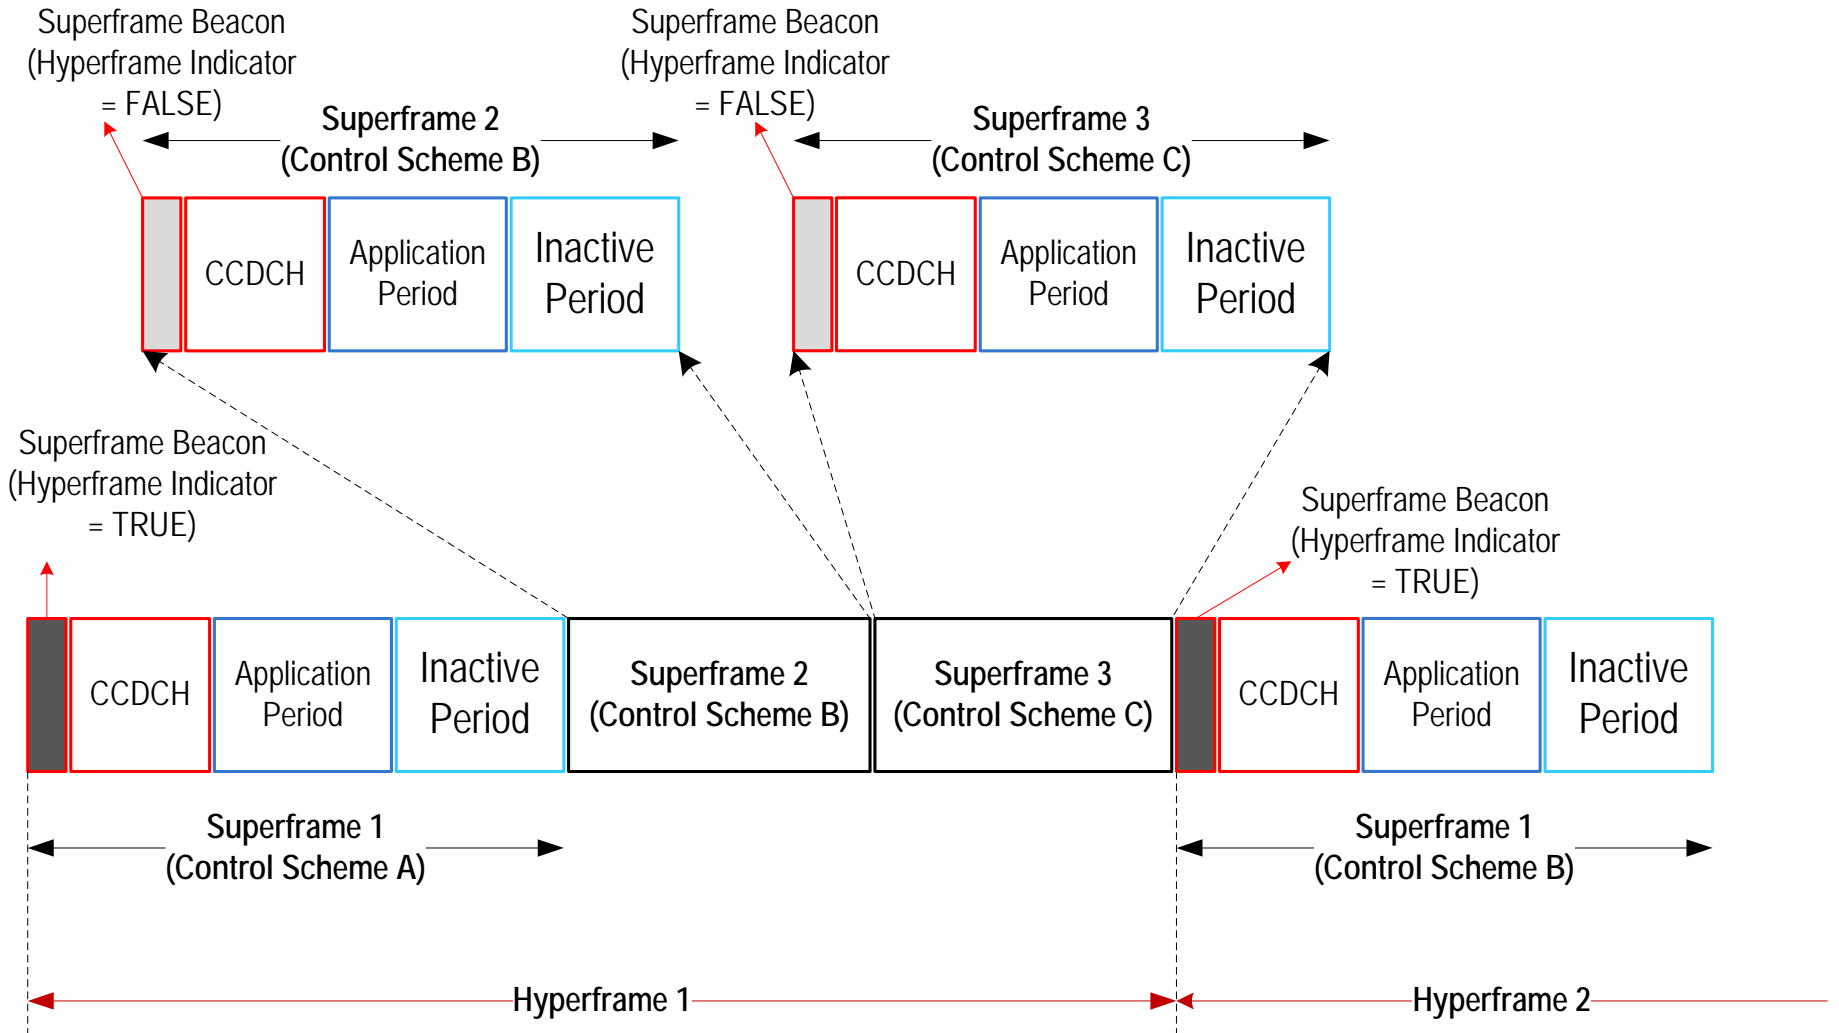 Superframe Beacon
(Hyperframe Indicator
= FALSE)
Superframe 2
(Control Scheme B)
Superframe Beacon
(Hyperframe Indicator
= FALSE)
Superframe 3
(Control Scheme C)
CCDCH
Application
Period
Inactive
Period
CCDCH
Application
Period
Inactive
Period
Superframe Beacon
(Hyperframe Indicator
= TRUE)
Superframe Beacon
(Hyperframe Indicator
= TRUE)
CCDCH
Application
Period
Inactive
Period
Superframe 2
(Control Scheme B)
Superframe 3
(Control Scheme C)
CCDCH
Application
Period
Inactive
Period
Superframe 1
(Control Scheme A)
Superframe 1
(Control Scheme B)
Hyperframe 1
Hyperframe 2